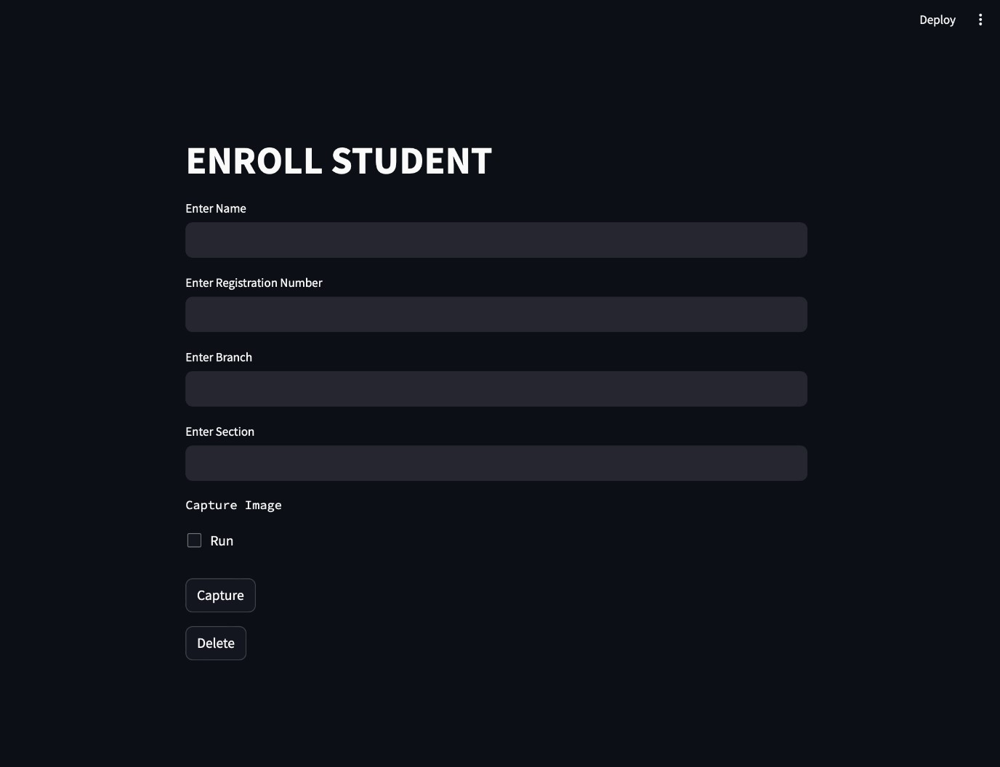 Deploy
ENROLL STUDENT
Enter Name
Enter Registration Number
Enter Branch
Enter Section
Capture Image
Run
Capture
Delete